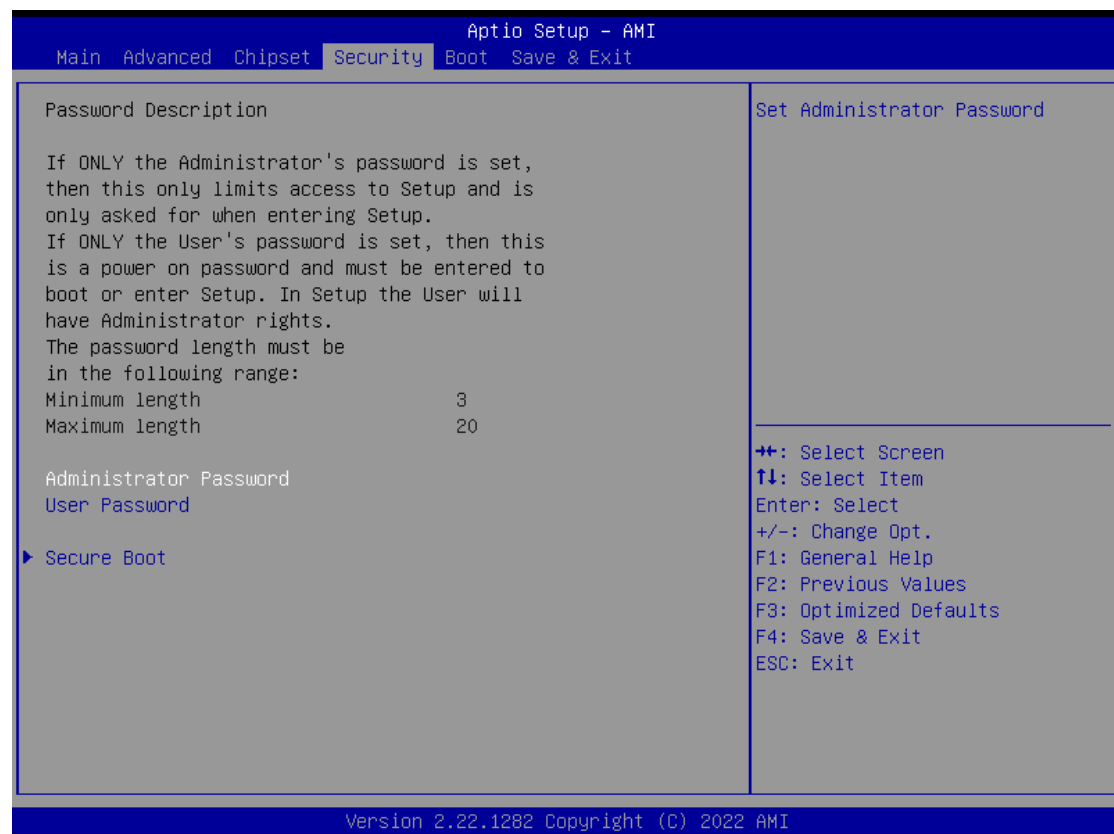 Aptio Setup – AMI
Main Advanced Chipset Security Boot Save & Exit
Password Description
If ONLY the Administrator's password is set,
then this only limits access to Setup and is
only asked for when entering Setup.
If ONLY the User's password is set, then this
is a power on password and must be entered to
boot or enter Setup. In Setup the User will
have Administrator rights.
The password length must be
in the following range:
Minimum length 3
Maximum length 20
Administrator Password
User Password
Secure Boot
Set Administrator Password
→←: Select Screen
↑↓: Select Item
Enter: Select
+/-: Change Opt.
F1: General Help
F2: Previous Values
F3: Optimized Defaults
F4: Save & Exit
ESC: Exit
Version 2.22.1282 Copyright (C) 2022 AMI